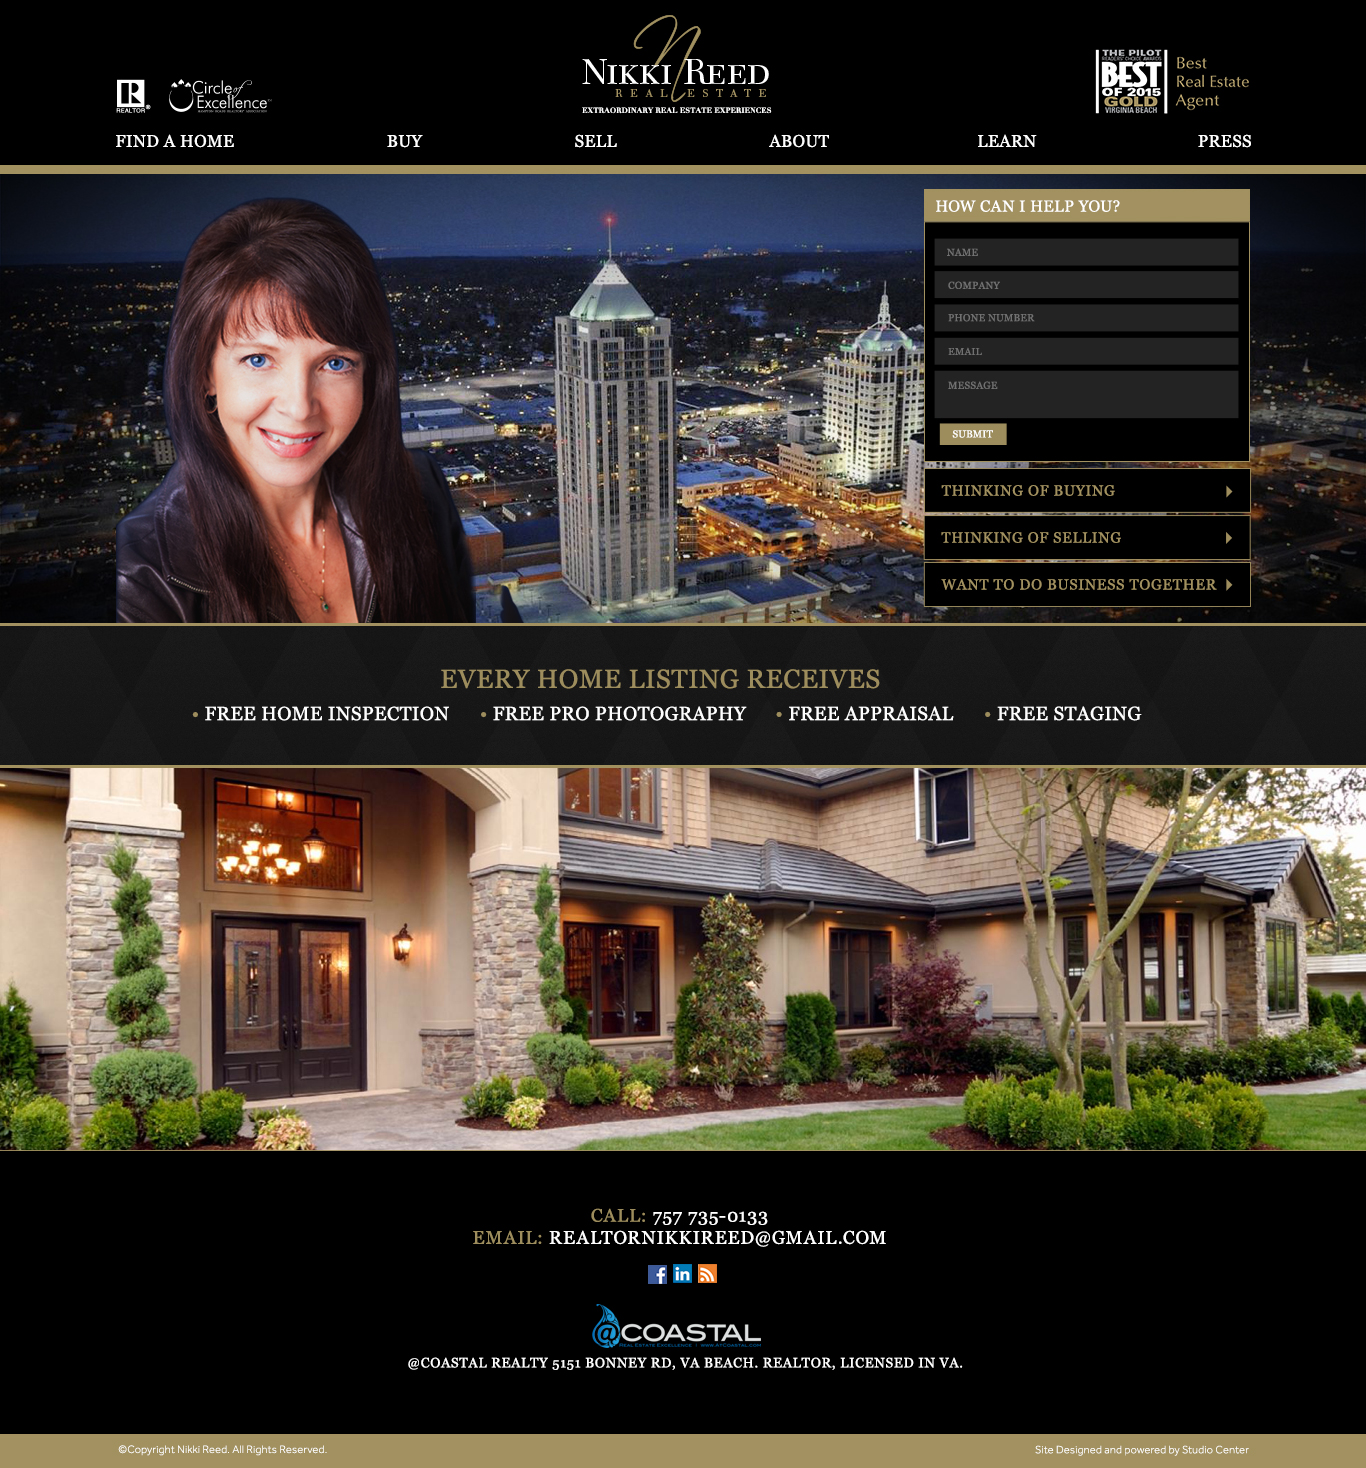 REALTOR®
Circle of
Excellence
N
NIKKI REED
REAL ESTATE
EXTRAORDINARY REAL ESTATE EXPERIENCES
THE PILOT
READERS' CHOICE AWARDS
BEST
OF 2015
GOLD
VIRGINIA BEACH
Best
Real Estate
Agent
FIND A HOME
BUY
SELL
ABOUT
LEARN
PRESS
HOW CAN I HELP YOU?
NAME
COMPANY
PHONE NUMBER
EMAIL
MESSAGE
SUBMIT
THINKING OF BUYING
THINKING OF SELLING
WANT TO DO BUSINESS TOGETHER
EVERY HOME LISTING RECEIVES
• FREE HOME INSPECTION • FREE PRO PHOTOGRAPHY • FREE APPRAISAL • FREE STAGING
CALL: 757 735-0133
EMAIL: REALTORNIKKIREED@GMAIL.COM
@COASTAL
REAL ESTATE EXCELLENCE | WWW.ATCOASTAL.COM
@COASTAL REALTY 5151 BONNEY RD, VA BEACH. REALTOR, LICENSED IN VA.
©Copyright Nikki Reed. All Rights Reserved.
Site Designed and powered by Studio Center